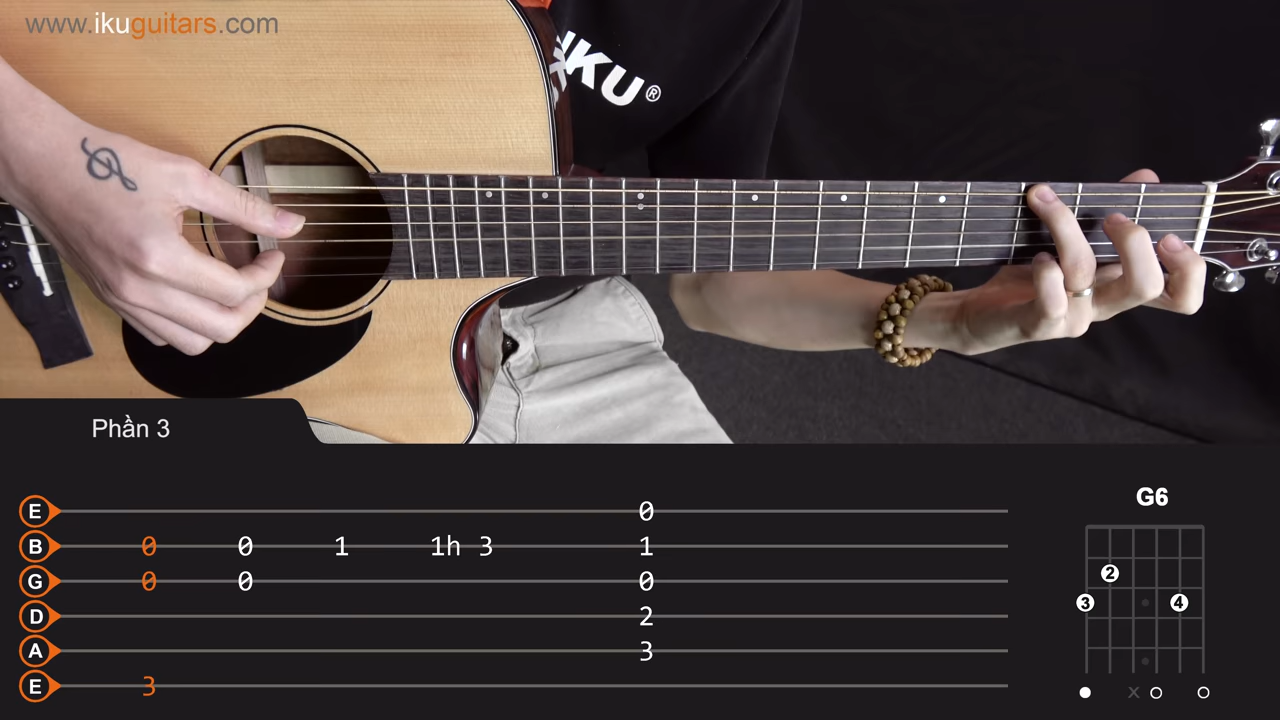 www.ikuguitars.com
IKU®
Phần 3
G6
E 0
B 0 0 1 1h 3 1
G 0 0 0
D 2
A 3
E 3
2
3 4
x